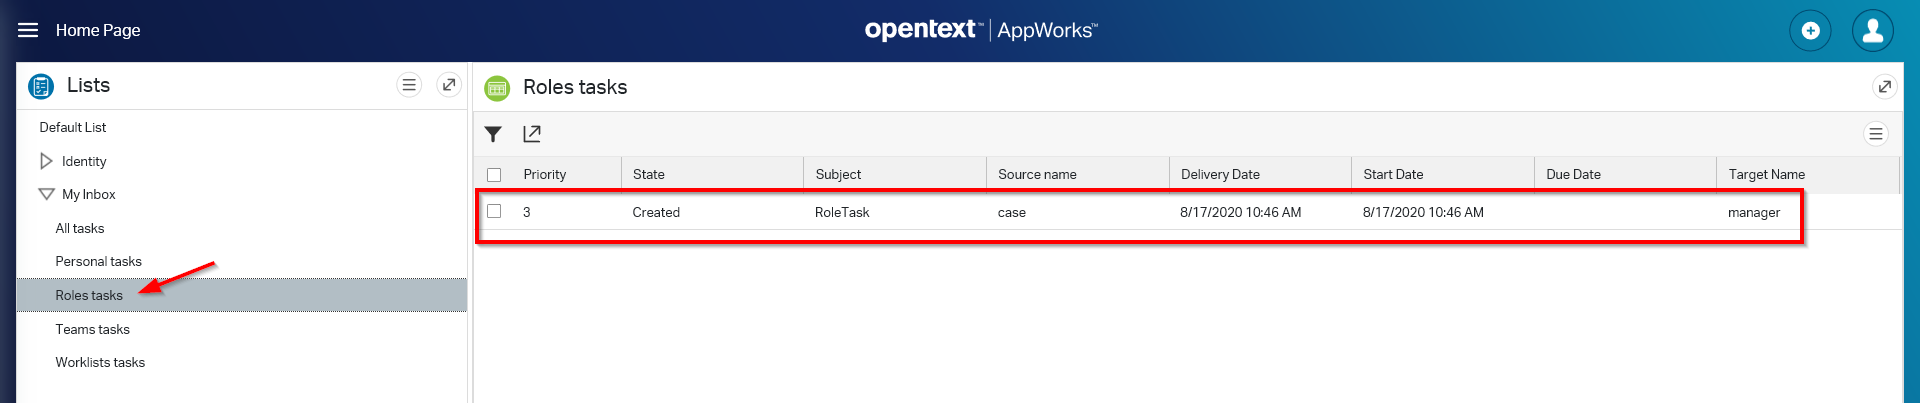 Home Page
opentext™ | AppWorks™
Lists
Default List
Identity
My Inbox
All tasks
Personal tasks
Roles tasks
Teams tasks
Worklists tasks
Roles tasks
Priority State Subject Source name Delivery Date Start Date Due Date Target Name
3 Created RoleTask case 8/17/2020 10:46 AM 8/17/2020 10:46 AM manager